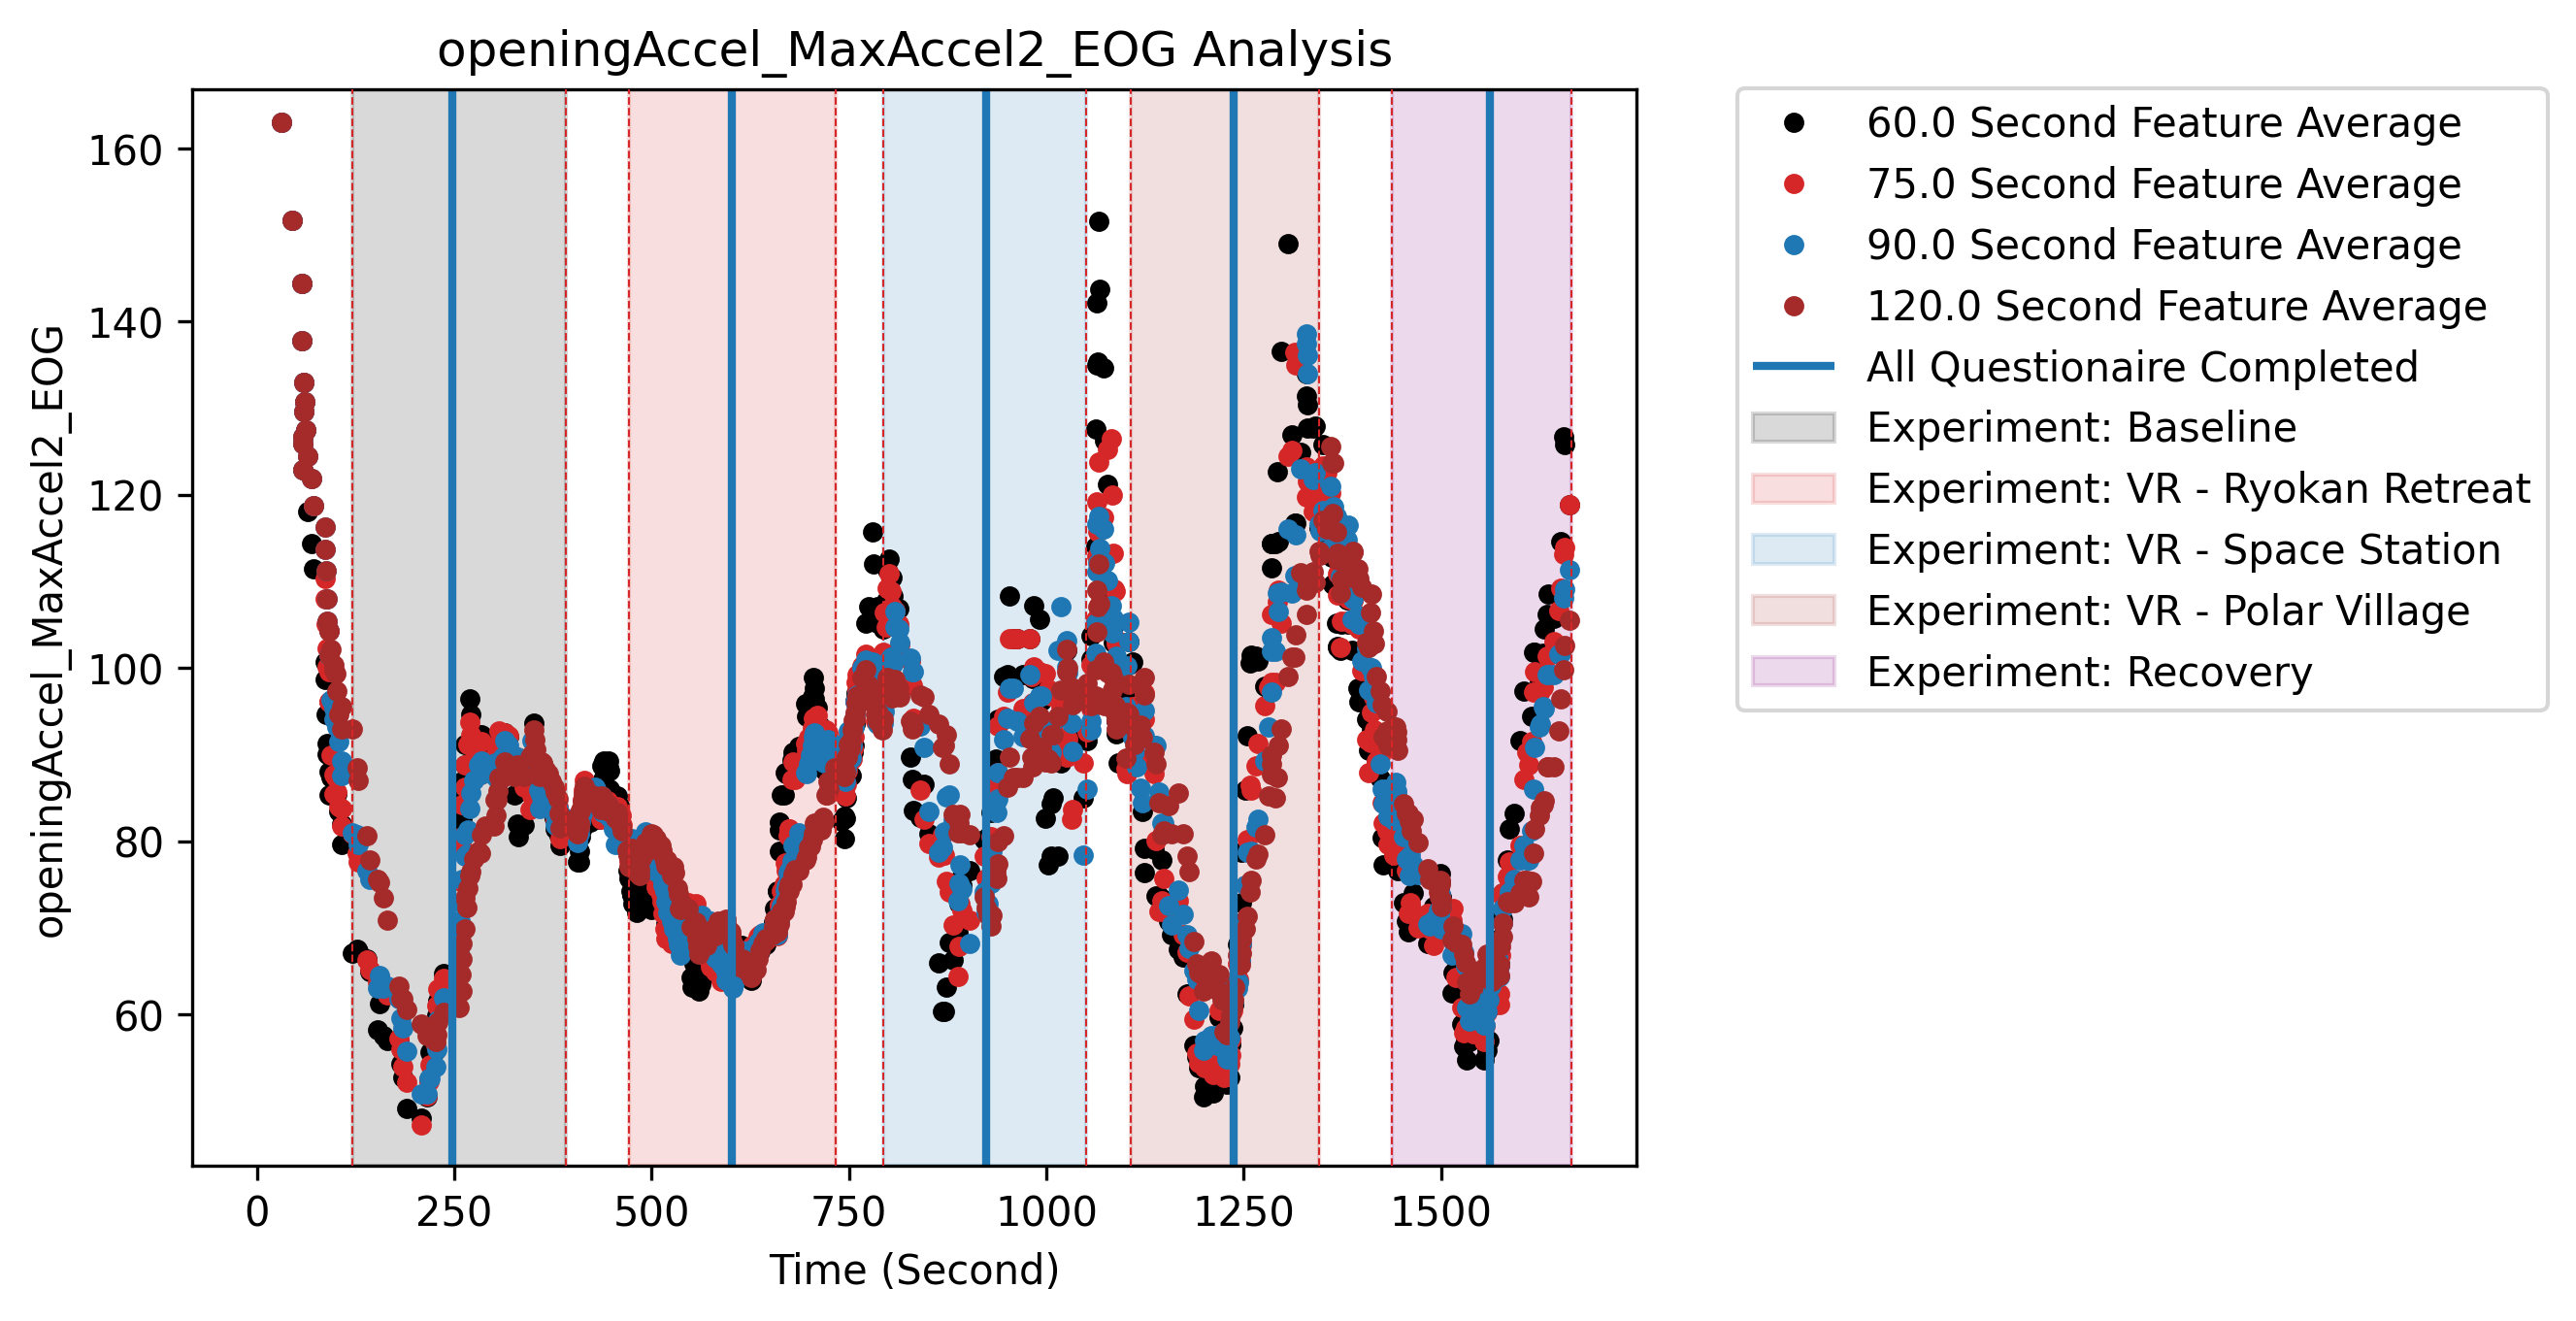 openingAccel_MaxAccel2_EOG Analysis
openingAccel_MaxAccel2_EOG
160
140
120
100
80
60
0 250 500 750 1000 1250 1500
Time (Second)
60.0 Second Feature Average
75.0 Second Feature Average
90.0 Second Feature Average
120.0 Second Feature Average
All Questionaire Completed
Experiment: Baseline
Experiment: VR - Ryokan Retreat
Experiment: VR - Space Station
Experiment: VR - Polar Village
Experiment: Recovery